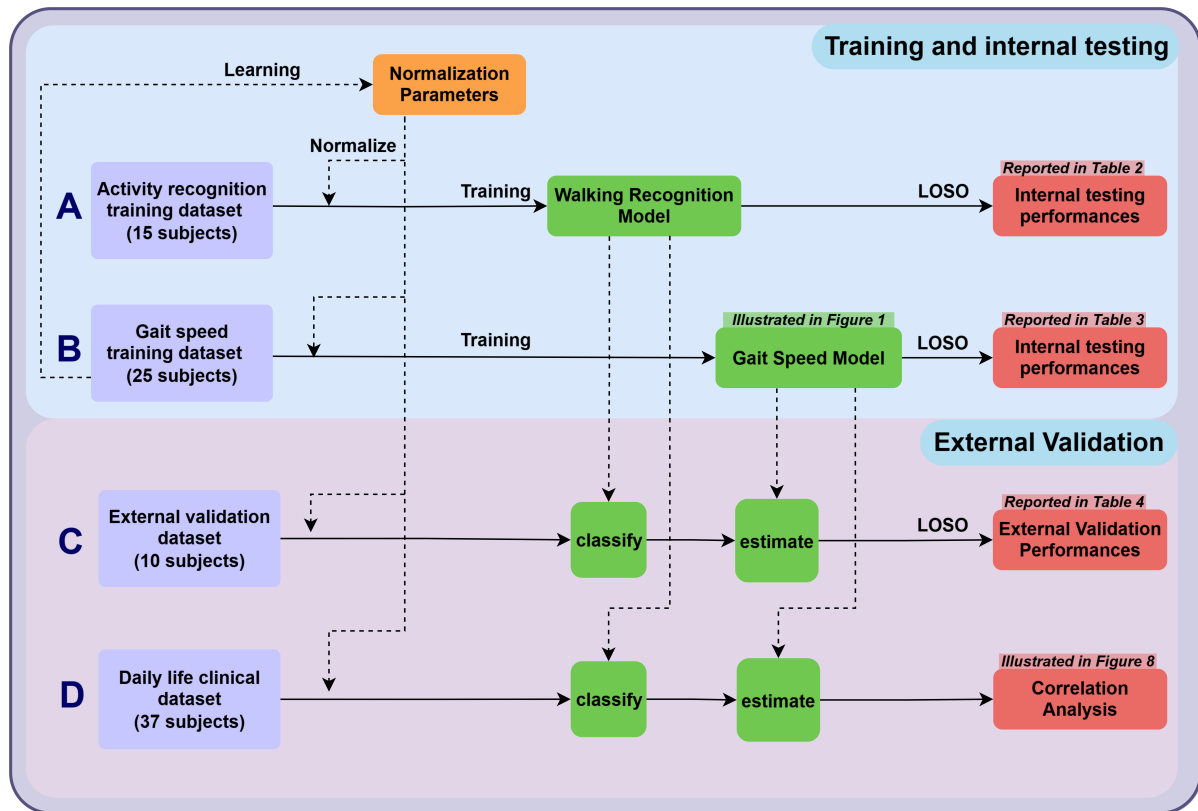 Training and internal testing
Learning
Normalization
Parameters
Normalize
A
Activity recognition
training dataset
(15 subjects)
Training
Walking Recognition
Model
LOSO
Reported in Table 2
Internal testing
performances
B
Gait speed
training dataset
(25 subjects)
Training
Illustrated in Figure 1
Gait Speed Model
LOSO
Reported in Table 3
Internal testing
performances
External Validation
C
External validation
dataset
(10 subjects)
classify
estimate
LOSO
Reported in Table 4
External Validation
Performances
D
Daily life clinical
dataset
(37 subjects)
classify
estimate
Illustrated in Figure 8
Correlation
Analysis